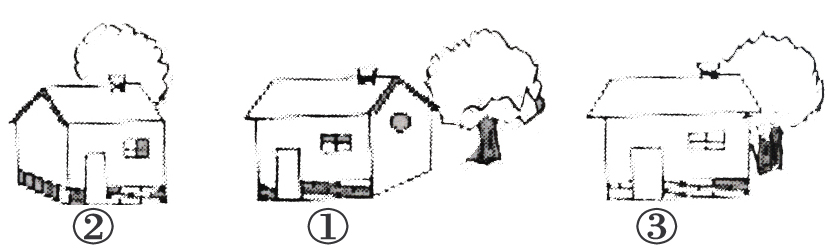 ② ① ③